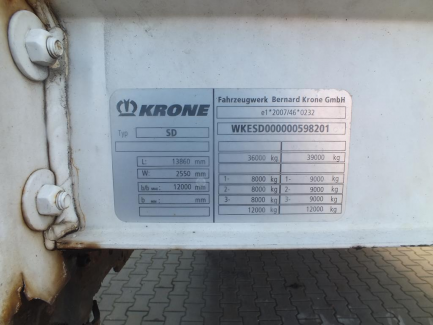 KRONE
Typ: SD
L: 13860 mm
W: 2550 mm
12000 mm
b mm
Fahrzeugwerk Bernard Krone GmbH
e1*2007/46*0232
WKESD000000598201
36000 kg 39000 kg
1- 8000 kg 1- 9000 kg
2- 8000 kg 2- 9000 kg
3- 8000 kg 3- 9000 kg
12000 kg 12000 kg